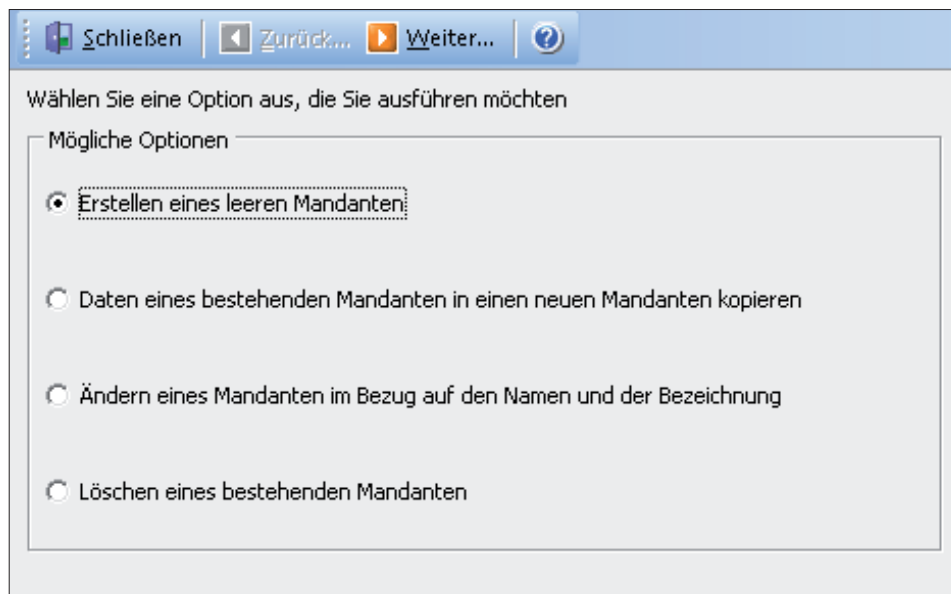 Schließen Zurück... Weiter...
Wählen Sie eine Option aus, die Sie ausführen möchten
Mögliche Optionen
Erstellen eines leeren Mandanten
Daten eines bestehenden Mandanten in einen neuen Mandanten kopieren
Ändern eines Mandanten im Bezug auf den Namen und der Bezeichnung
Löschen eines bestehenden Mandanten